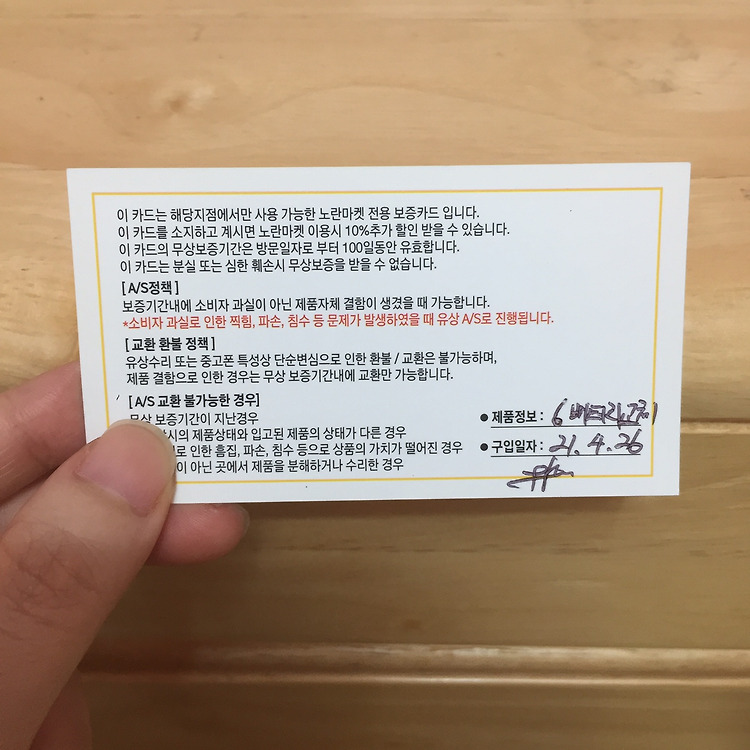 이 카드는 해당지점에서만 사용 가능한 노란마켓 전용 보증카드 입니다.
이 카드를 소지하고 계시면 노란마켓 이용시 10%추가 할인 받을 수 있습니다.
이 카드의 무상보증기간은 방문일자로 부터 100일동안 유효합니다.
이 카드는 분실 또는 심한 훼손시 무상보증을 받을 수 없습니다.
[ A/S정책 ]
보증기간내에 소비자 과실이 아닌 제품자체 결함이 생겼을 때 가능합니다.
*소비자 과실로 인한 찍힘, 파손, 침수 등 문제가 발생하였을 때 유상 A/S로 진행됩니다.
[ 교환 환불 정책 ]
유상수리 또는 중고폰 특성상 단순변심으로 인한 환불 / 교환은 불가능하며,
제품 결함으로 인한 경우는 무상 보증기간내에 교환만 가능합니다.
[ A/S 교환 불가능한 경우]
무상 보증기간이 지난경우
제품상태와 입고된 제품의 상태가 다른 경우
인한 흠집, 파손, 침수 등으로 상품의 가치가 떨어진 경우
아닌 곳에서 제품을 분해하거나 수리한 경우
● 제품정보 : 6 배터리
● 구입일자 : 21. 4. 26